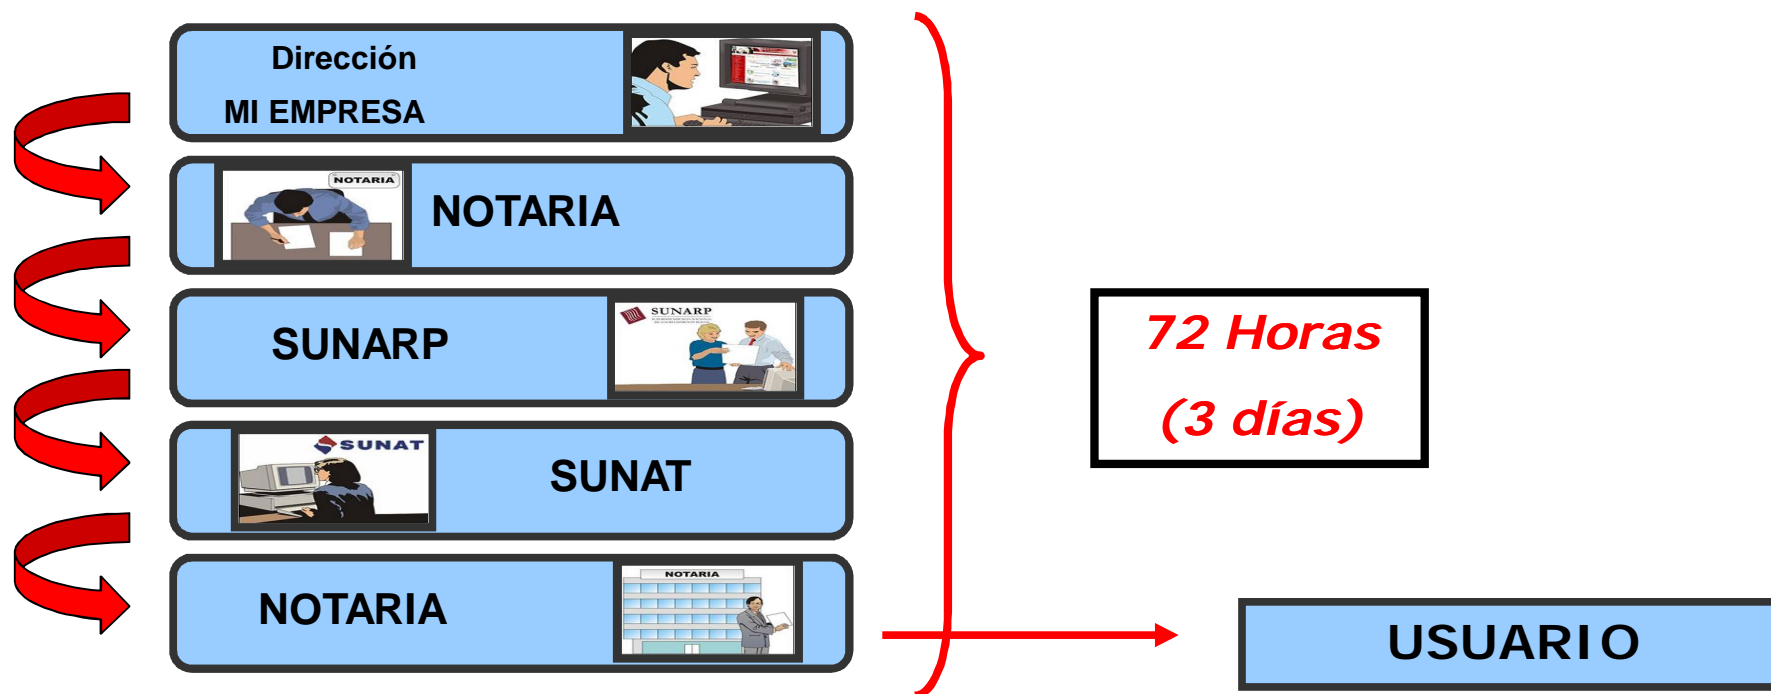 Dirección
MI EMPRESA
NOTARIA
NOTARIA
SUNARP
SUNARP
SUNAT
SUNAT
NOTARIA
NOTARIA
72 Horas
(3 días)
USUARIO